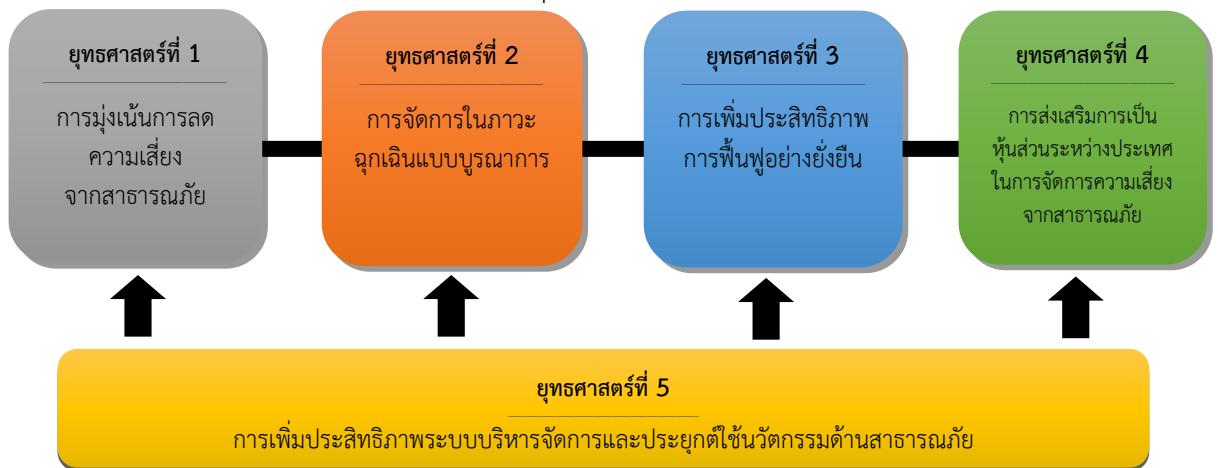 ยุทธศาสตร์ที่ 1
การมุ่งเน้นการลด
ความเสี่ยง
จากสาธารณภัย
ยุทธศาสตร์ที่ 2
การจัดการในภาวะ
ฉุกเฉินแบบบูรณาการ
ยุทธศาสตร์ที่ 3
การเพิ่มประสิทธิภาพ
การฟื้นฟูอย่างยั่งยืน
ยุทธศาสตร์ที่ 4
การส่งเสริมการเป็น
หุ้นส่วนระหว่างประเทศ
ในการจัดการความเสี่ยง
จากสาธารณภัย
ยุทธศาสตร์ที่ 5
การเพิ่มประสิทธิภาพระบบบริหารจัดการและประยุกต์ใช้นวัตกรรมด้านสาธารณภัย